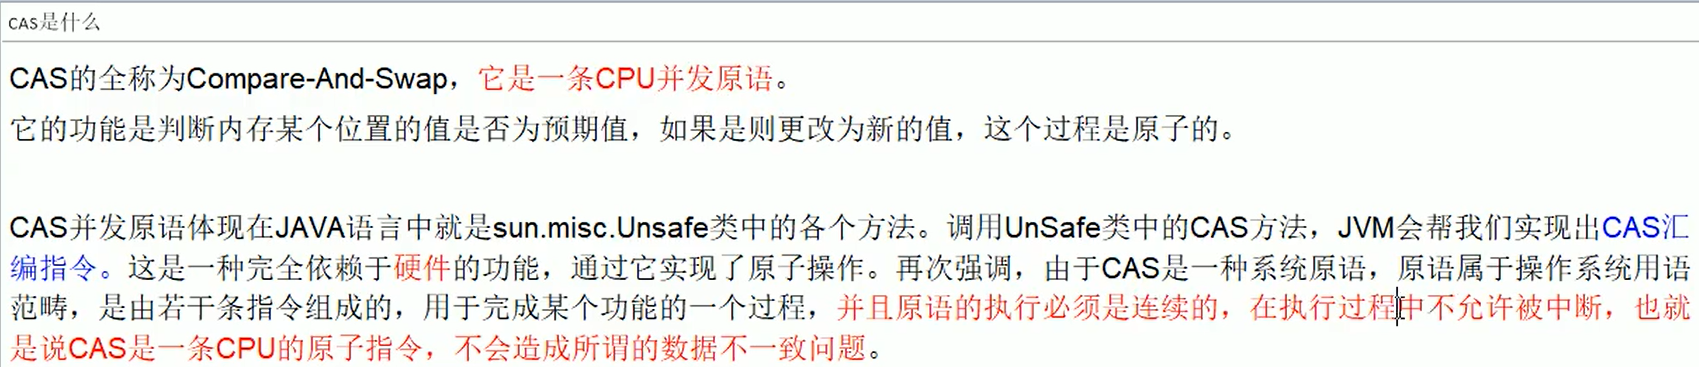 CAS是什么
CAS的全称为Compare-And-Swap，它是一条CPU并发原语。
它的功能是判断内存某个位置的值是否为预期值，如果是则更改为新的值，这个过程是原子的。
CAS并发原语体现在JAVA语言中就是sun.misc.Unsafe类中的各个方法。调用UnSafe类中的CAS方法，JVM会帮我们实现出CAS汇
编指令。这是一种完全依赖于硬件的功能，通过它实现了原子操作。再次强调，由于CAS是一种系统原语，原语属于操作系统用语
范畴，是由若干条指令组成的，用于完成某个功能的一个过程，并且原语的执行必须是连续的，在执行过程中不允许被中断，也就
是说CAS是一条CPU的原子指令，不会造成所谓的数据不一致问题。